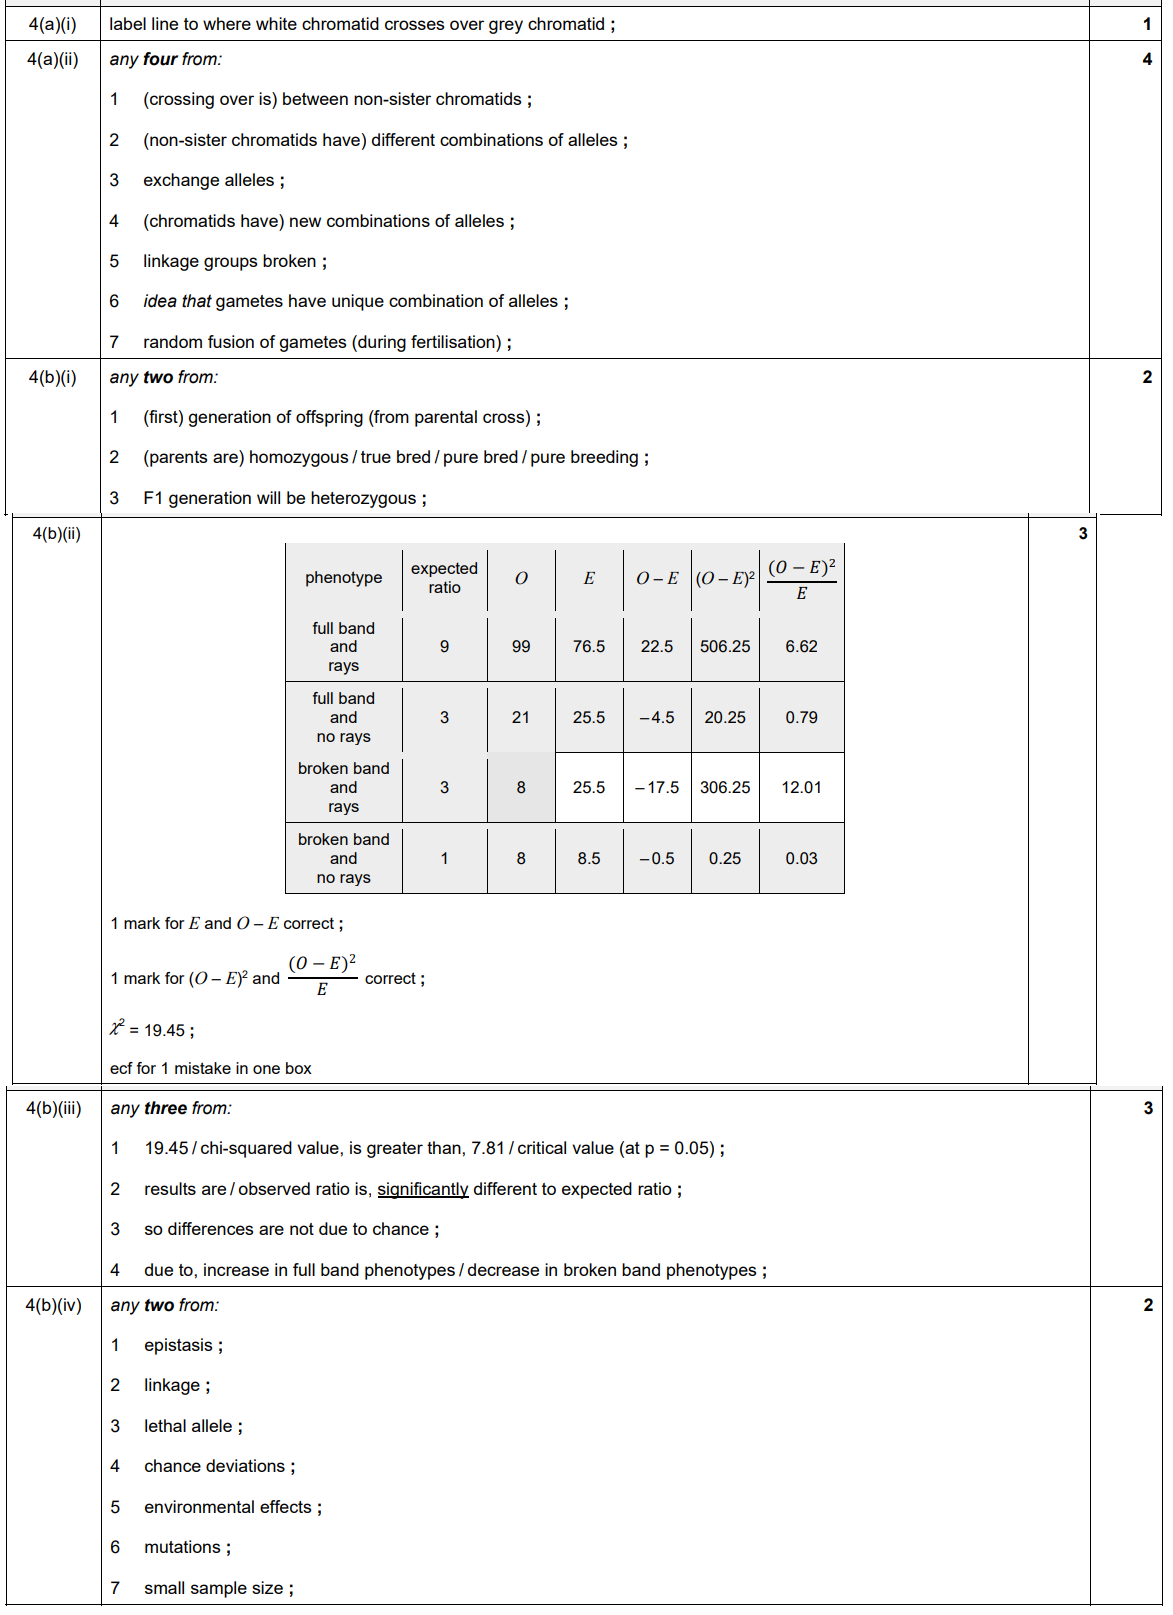 4(a)(i) label line to where white chromatid crosses over grey chromatid ; 1
4(a)(ii) any four from: 4
1 (crossing over is) between non-sister chromatids ;
2 (non-sister chromatids have) different combinations of alleles ;
3 exchange alleles ;
4 (chromatids have) new combinations of alleles ;
5 linkage groups broken ;
6 idea that gametes have unique combination of alleles ;
7 random fusion of gametes (during fertilisation) ;
4(b)(i) any two from: 2
1 (first) generation of offspring (from parental cross) ;
2 (parents are) homozygous / true bred / pure bred / pure breeding ;
3 F1 generation will be heterozygous ;
4(b)(ii) 3
phenotype expected ratio O E O – E (O – E)² (O – E)² / E
full band and rays 9 99 76.5 22.5 506.25 6.62
full band and no rays 3 21 25.5 –4.5 20.25 0.79
broken band and rays 3 8 25.5 –17.5 306.25 12.01
broken band and no rays 1 8 8.5 –0.5 0.25 0.03
1 mark for E and O – E correct ;
1 mark for (O – E)² and (O – E)² / E correct ;
χ² = 19.45 ;
ecf for 1 mistake in one box
4(b)(iii) any three from: 3
1 19.45 / chi-squared value, is greater than, 7.81 / critical value (at p = 0.05) ;
2 results are / observed ratio is, significantly different to expected ratio ;
3 so differences are not due to chance ;
4 due to, increase in full band phenotypes / decrease in broken band phenotypes ;
4(b)(iv) any two from: 2
1 epistasis ;
2 linkage ;
3 lethal allele ;
4 chance deviations ;
5 environmental effects ;
6 mutations ;
7 small sample size ;